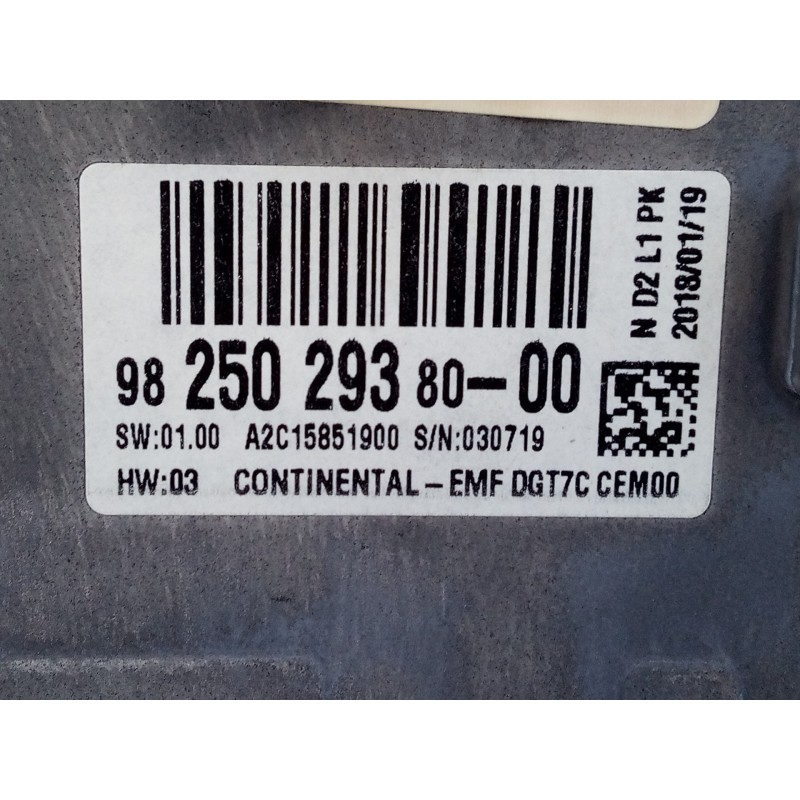 98 250 293 80-00
SW:01.00 A2C15851900 S/N:030719
HW:03 CONTINENTAL-EMF DGT7C CEM00
N D2 L1 PK
2018/01/19